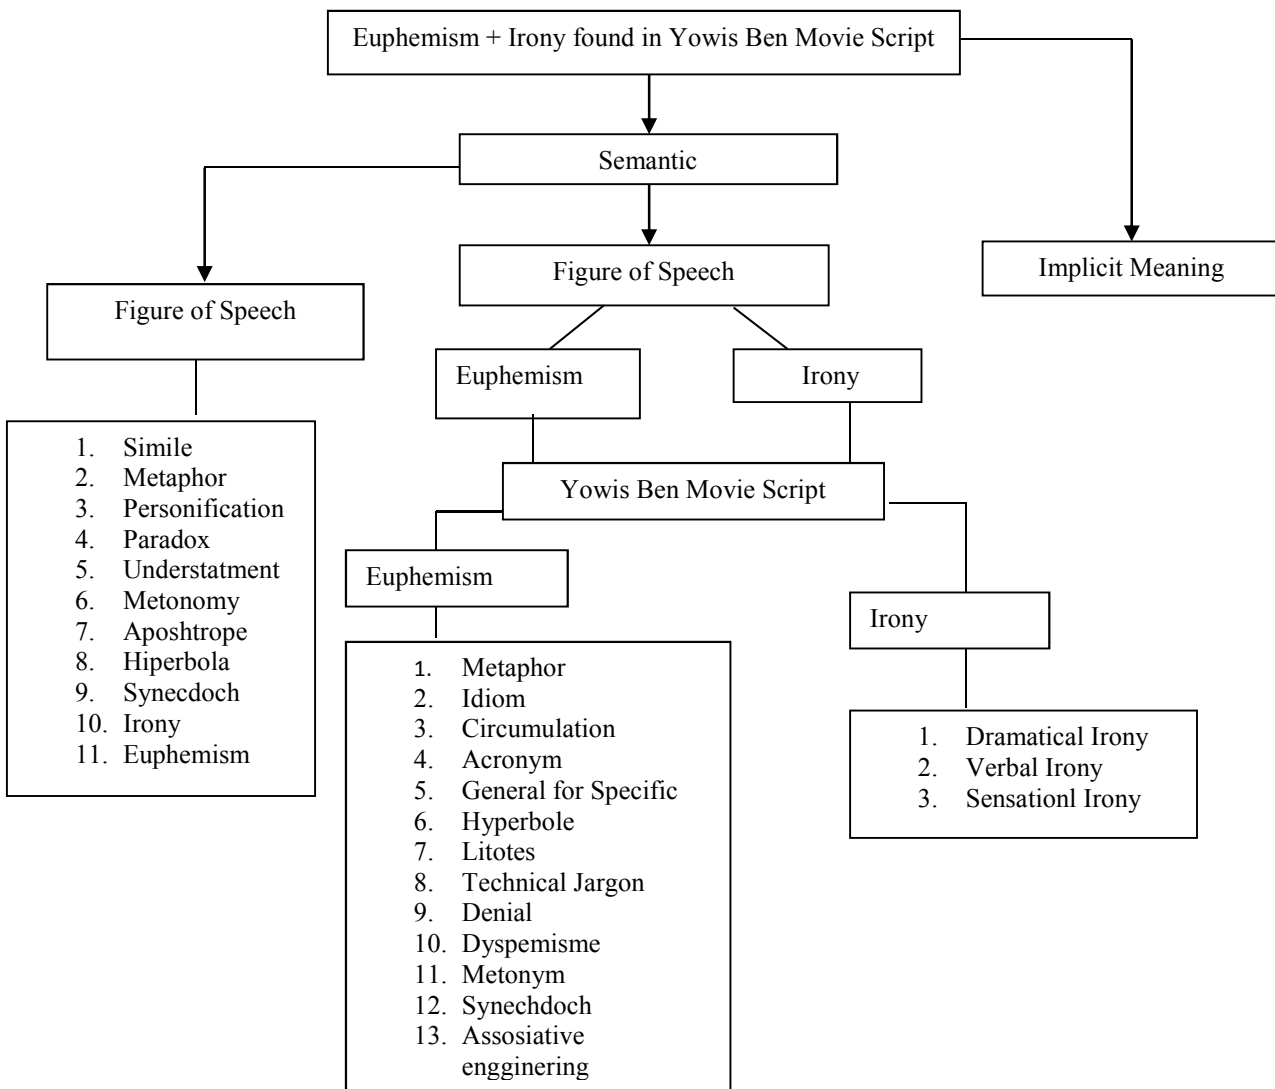 Euphemism + Irony found in Yowis Ben Movie Script
Semantic
Figure of Speech
Implicit Meaning
Figure of Speech
Euphemism
Irony
1. Simile
2. Metaphor
3. Personification
4. Paradox
5. Understatment
6. Metonomy
7. Aposhtrope
8. Hiperbola
9. Synecdoch
10. Irony
11. Euphemism
Yowis Ben Movie Script
Euphemism
Irony
1. Metaphor
2. Idiom
3. Circumulation
4. Acronym
5. General for Specific
6. Hyperbole
7. Litotes
8. Technical Jargon
9. Denial
10. Dyspemisme
11. Metonym
12. Synechdoch
13. Assosiative
engginering
1. Dramatical Irony
2. Verbal Irony
3. Sensationl Irony